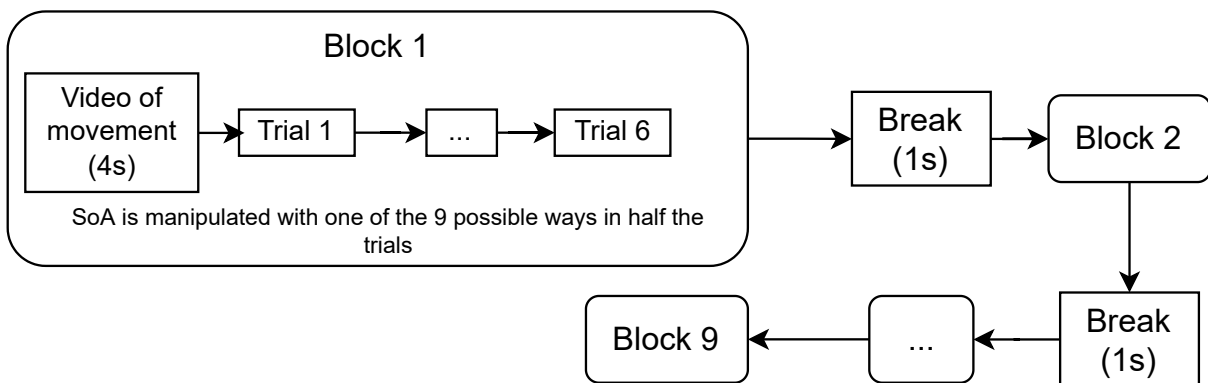 Block 1
Video of
movement
(4s)
Trial 1
...
Trial 6
SoA is manipulated with one of the 9 possible ways in half the
trials
Break
(1s)
Block 2
Break
(1s)
...
Block 9